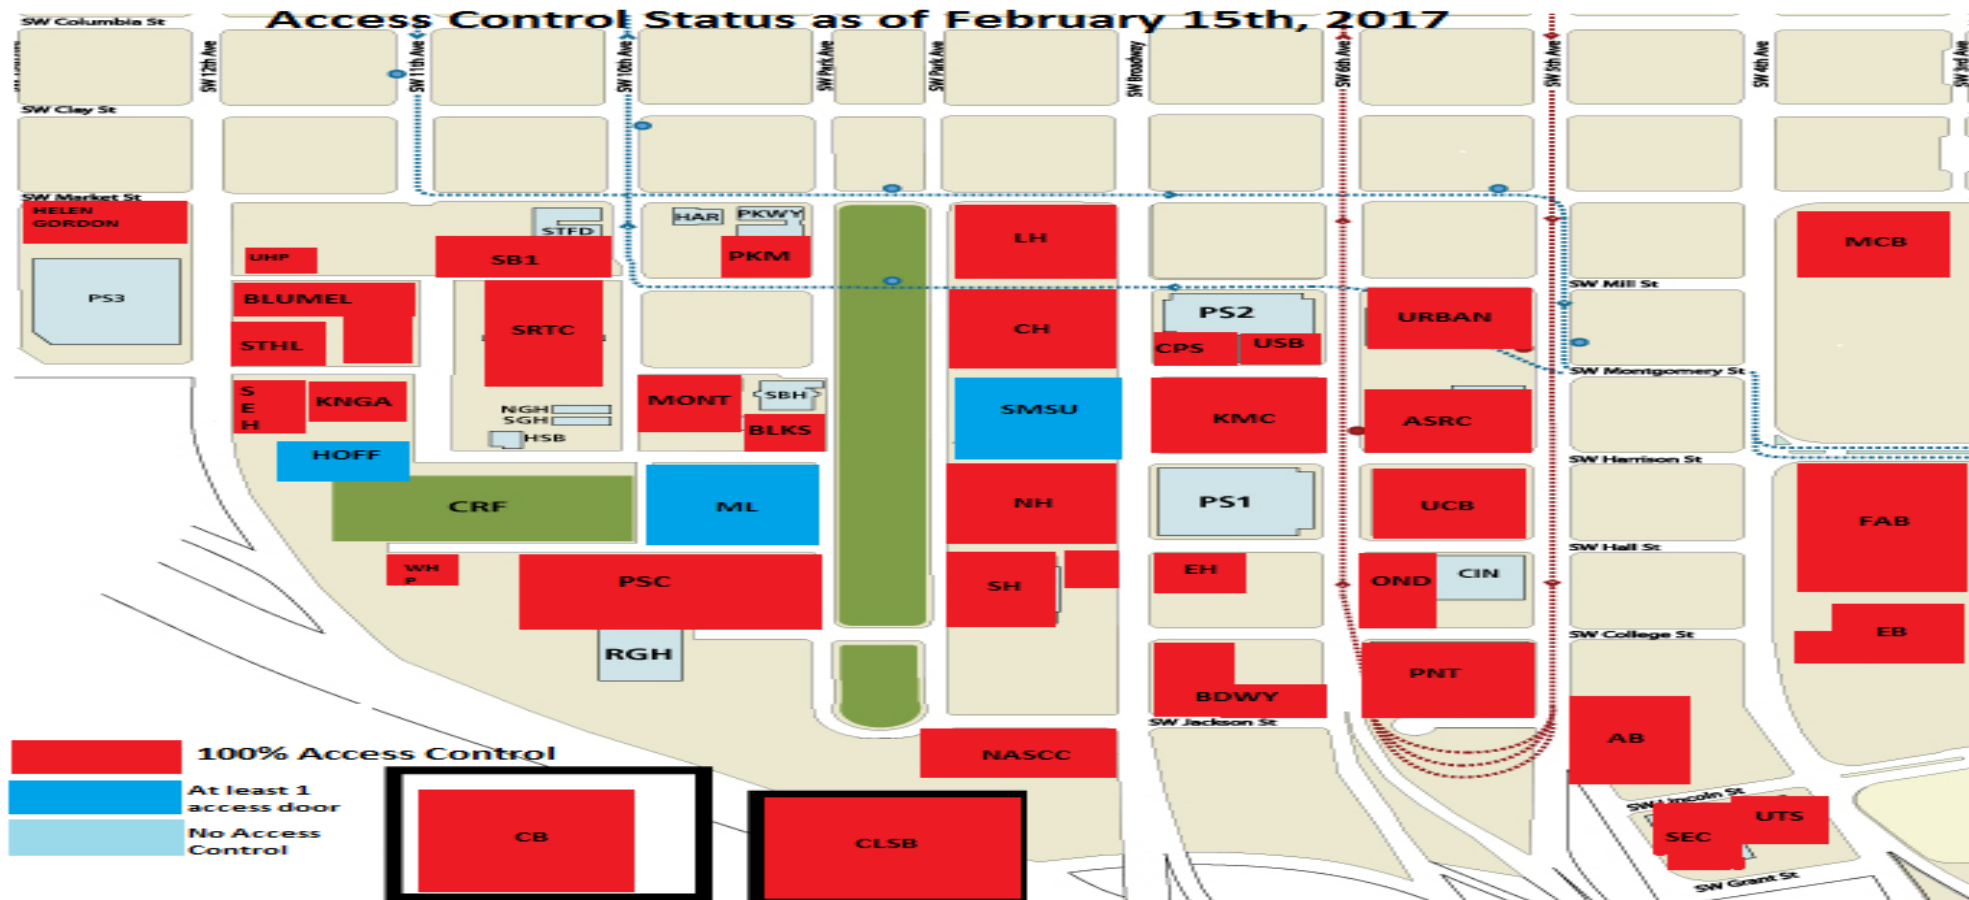 Access Control Status as of February 15th, 2017
SW Columbia St
SW 12th Ave
SW 11th Ave
SW 10th Ave
SW Park Ave
SW Park Ave
SW Broadway
SW 6th Ave
SW 5th Ave
SW 4th Ave
SW 3rd Ave
SW Clay St
SW Market St
HELEN
GORDON
HAR
PKWY
STFD
LH
MCB
UHP
SB1
PKM
SW Mill St
PS3
BLUMEL
SRTC
CH
PS2
URBAN
STHL
CPS
USB
SW Montgomery St
S
E
H
KNGA
MONT
SBH
SMSU
KMC
ASRC
NGH
SGH
HSB
BLKS
HOFF
SW Harrison St
CRF
ML
NH
PS1
UCB
FAB
SW Hall St
WH
P
PSC
SH
EH
OND
CIN
SW College St
EB
RGH
PNT
BDWY
SW Jackson St
AB
NASCC
100% Access Control
At least 1
access door
No Access
Control
CB
CLSB
SW Lincoln St
UTS
SEC
SW Grant St